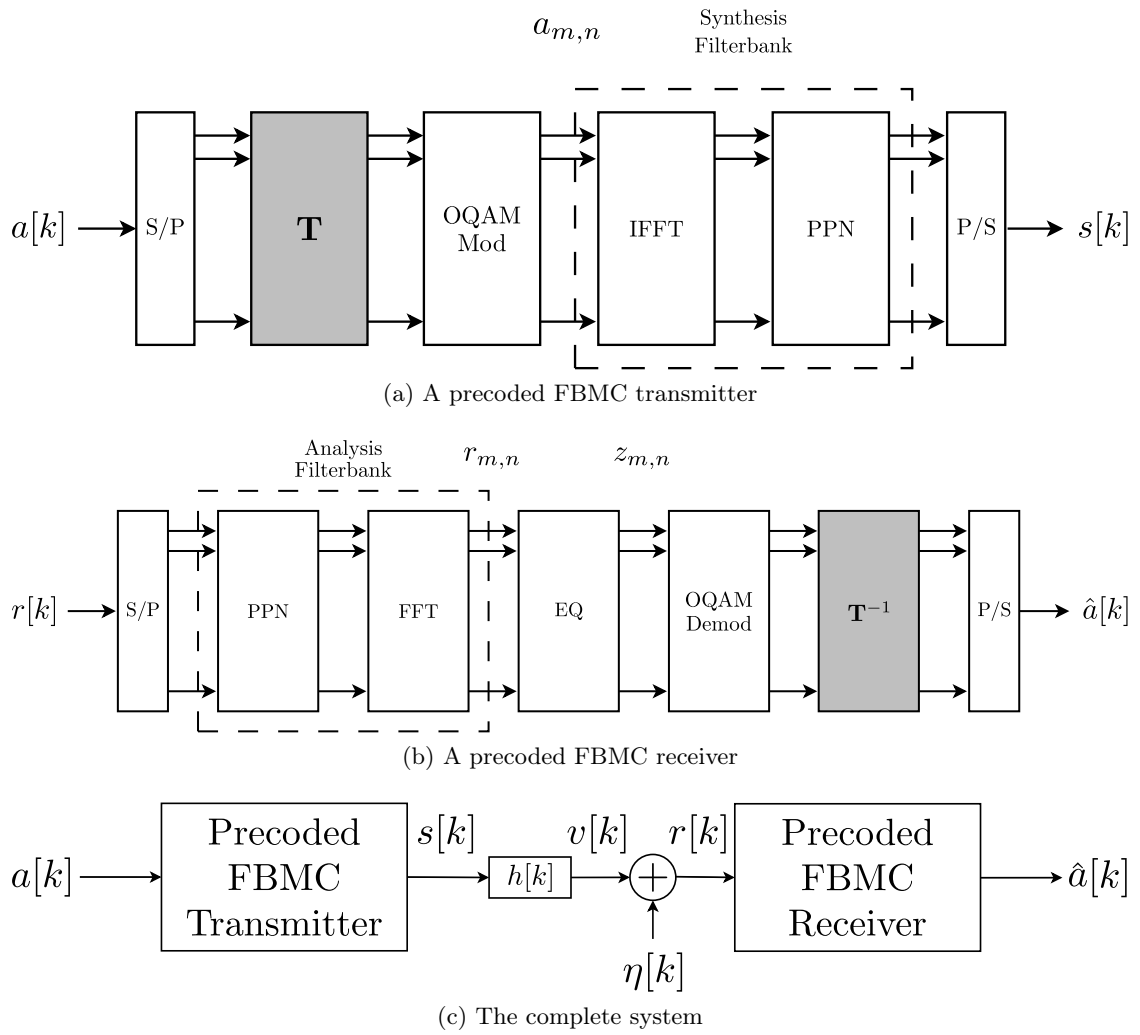 a_{m,n}
Synthesis
Filterbank
a[k]
S/P
T
OQAM
Mod
IFFT
PPN
P/S
s[k]
(a) A precoded FBMC transmitter
Analysis
Filterbank
r_{m,n}
z_{m,n}
r[k]
S/P
PPN
FFT
EQ
OQAM
Demod
T^{-1}
P/S
â[k]
(b) A precoded FBMC receiver
a[k]
Precoded
FBMC
Transmitter
s[k]
h[k]
v[k]
+
η[k]
r[k]
Precoded
FBMC
Receiver
â[k]
(c) The complete system